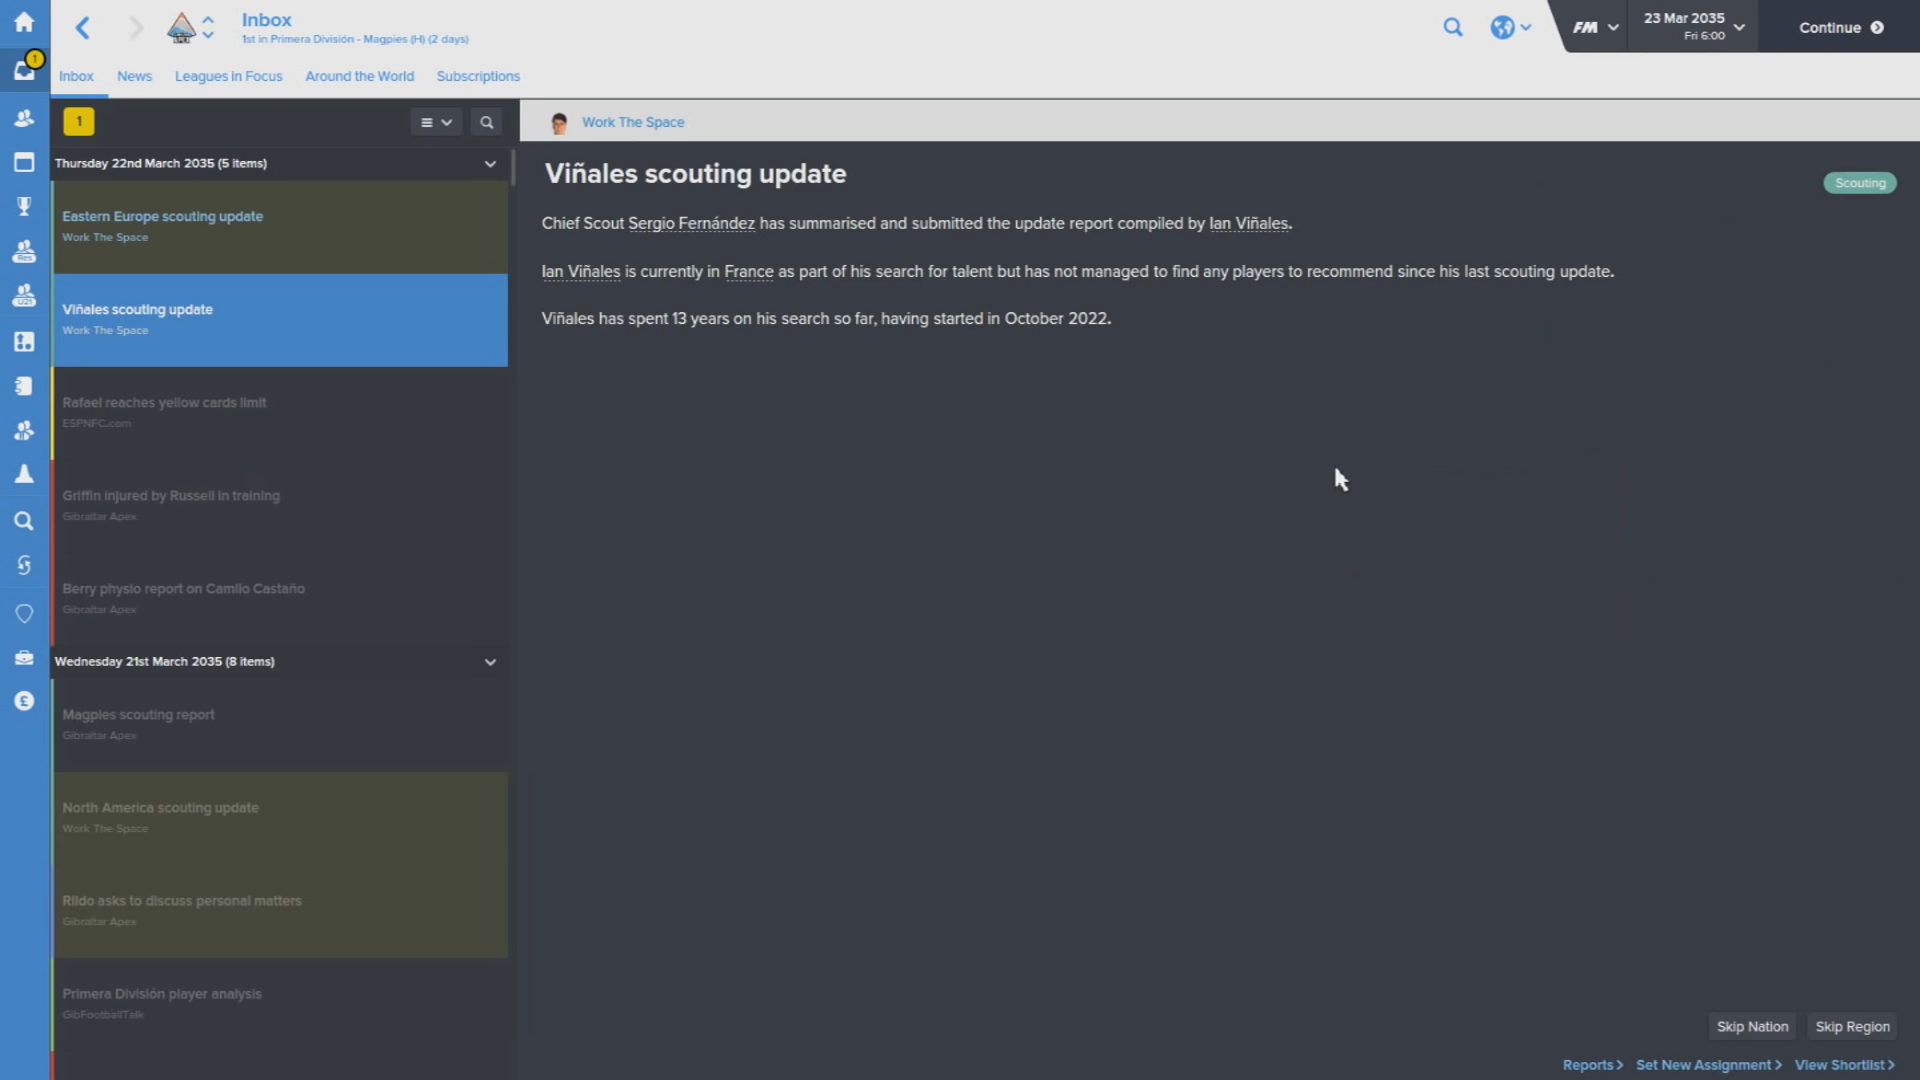 Inbox
1st in Primera División - Magpies (H) (2 days)
FM
23 Mar 2035
Fri 6:00
Continue
1
Inbox
News
Leagues in Focus
Around the World
Subscriptions
1
Work The Space
Thursday 22nd March 2035 (5 items)
Eastern Europe scouting update
Work The Space
Viñales scouting update
Work The Space
Rafael reaches yellow cards limit
ESPNFC.com
Griffin injured by Russell in training
Gibraltar Apex
Berry physio report on Camilo Castaño
Gibraltar Apex
Wednesday 21st March 2035 (8 items)
Magpies scouting report
Gibraltar Apex
North America scouting update
Work The Space
Rildo asks to discuss personal matters
Gibraltar Apex
Primera División player analysis
GibFootballTalk
Res
U21
Viñales scouting update
Scouting
Chief Scout Sergio Fernández has summarised and submitted the update report compiled by Ian Viñales.
Ian Viñales is currently in France as part of his search for talent but has not managed to find any players to recommend since his last scouting update.
Viñales has spent 13 years on his search so far, having started in October 2022.
Skip Nation
Skip Region
Reports >
Set New Assignment >
View Shortlist >